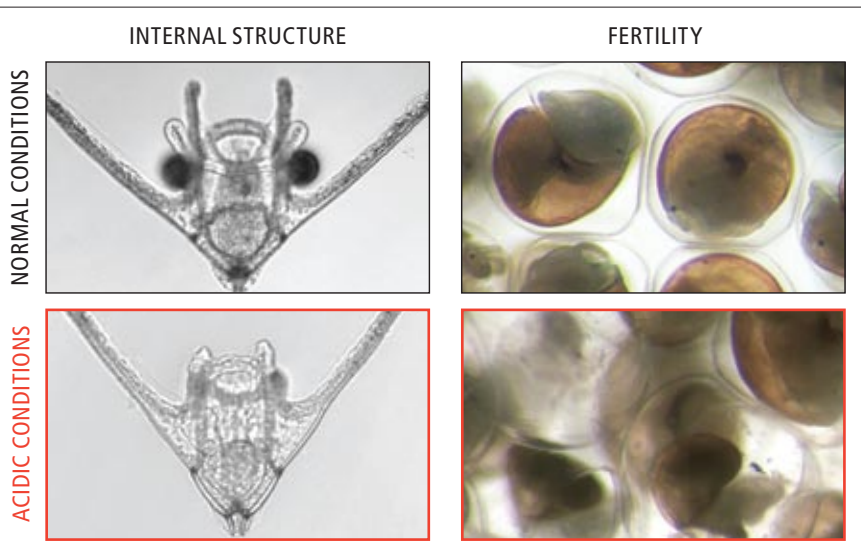 INTERNAL STRUCTURE
FERTILITY
NORMAL CONDITIONS
ACIDIC CONDITIONS